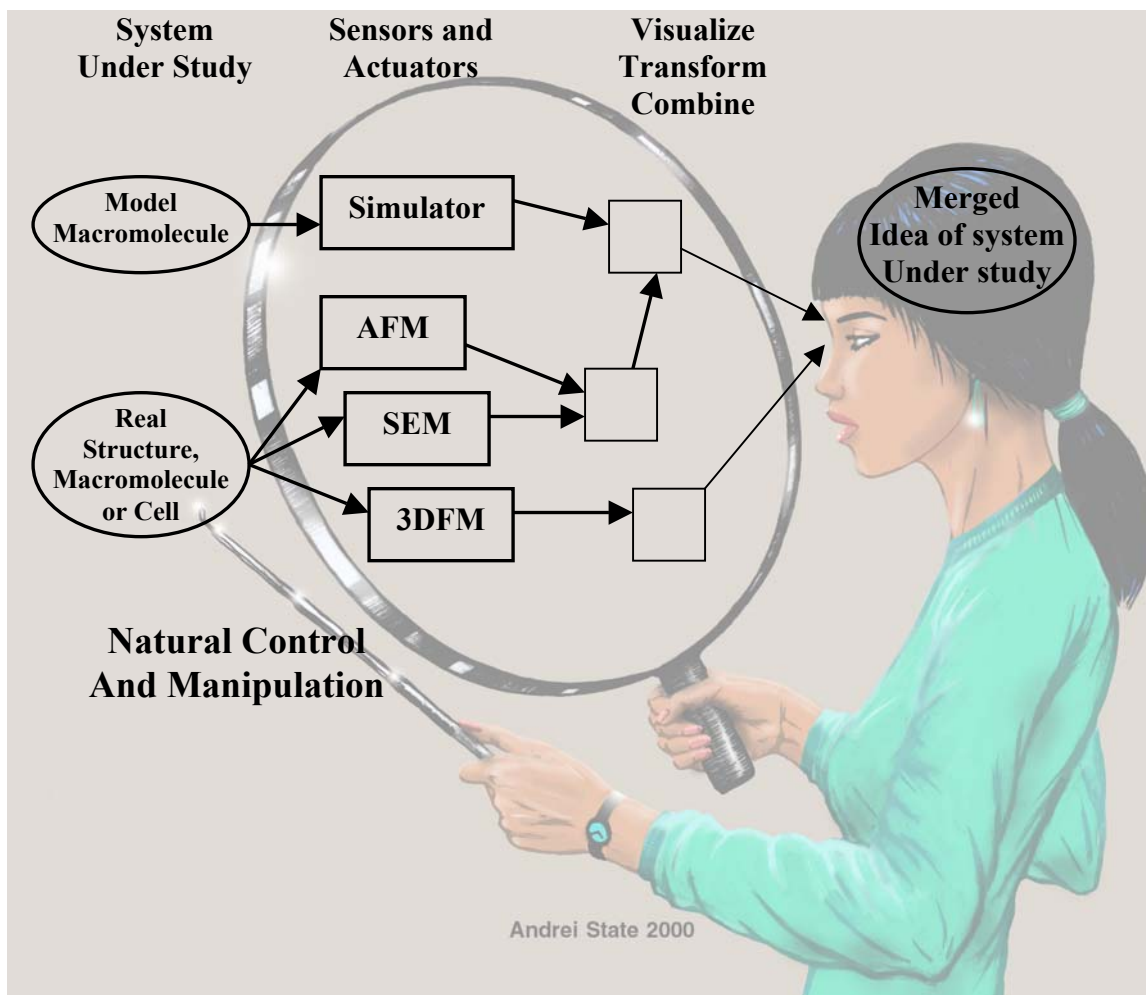 System
Under Study
Sensors and
Actuators
Visualize
Transform
Combine
Model
Macromolecule
Simulator
Merged
Idea of system
Under study
AFM
Real
Structure,
Macromolecule
or Cell
SEM
3DFM
Natural Control
And Manipulation
Andrei State 2000